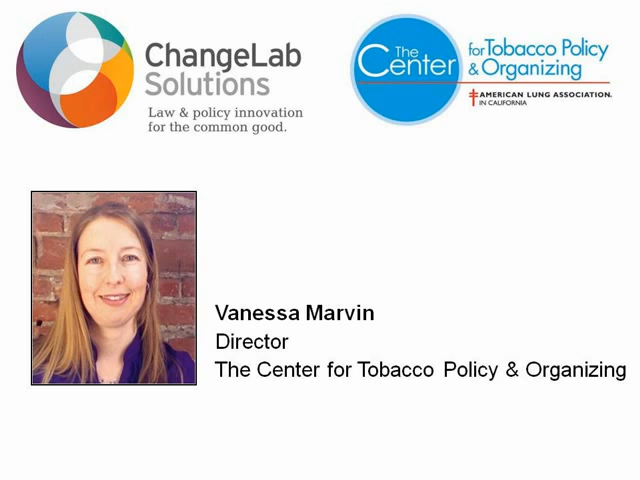 ChangeLab
Solutions
Law & policy innovation
for the common good.
The
Center
for Tobacco Policy
& Organizing
AMERICAN LUNG ASSOCIATION.
IN CALIFORNIA
Vanessa Marvin
Director
The Center for Tobacco Policy & Organizing